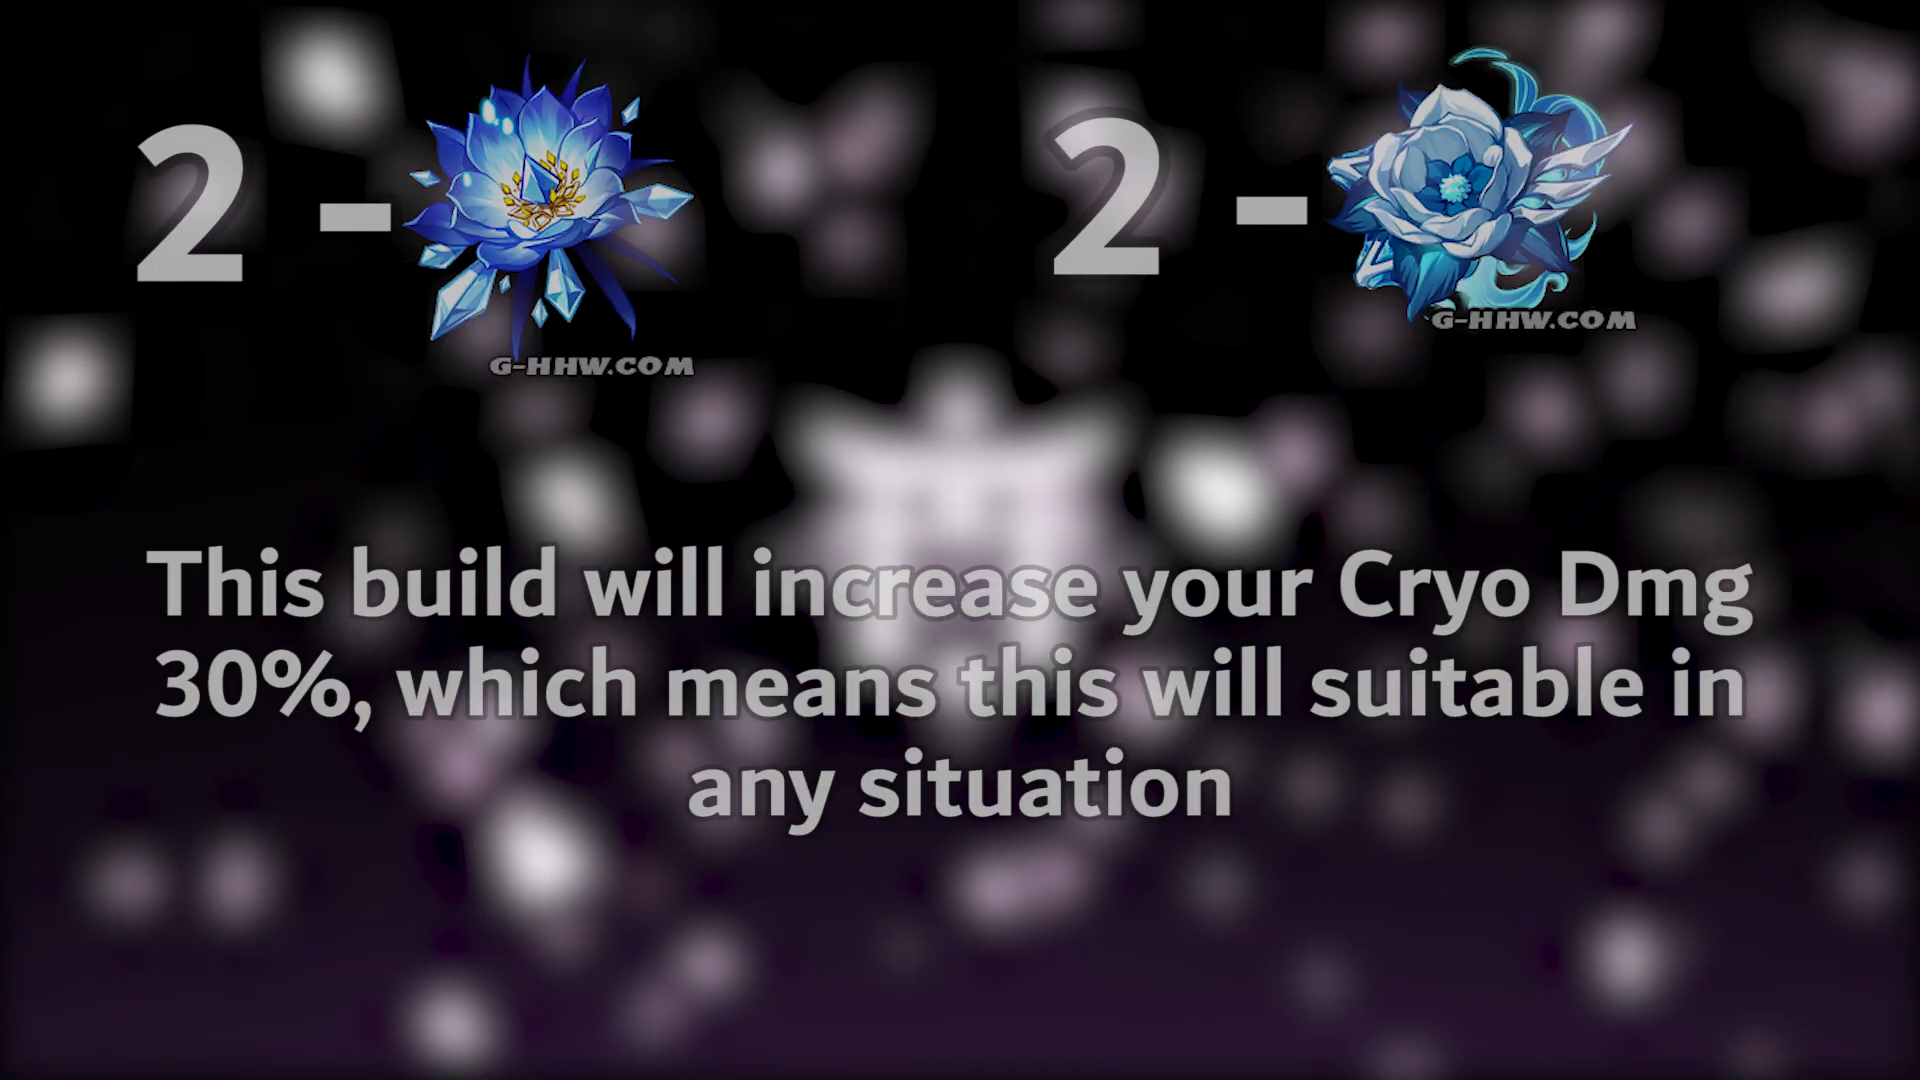 2 -
2 -
G-HHW.COM
G-HHW.COM
This build will increase your Cryo Dmg
30%, which means this will suitable in
any situation